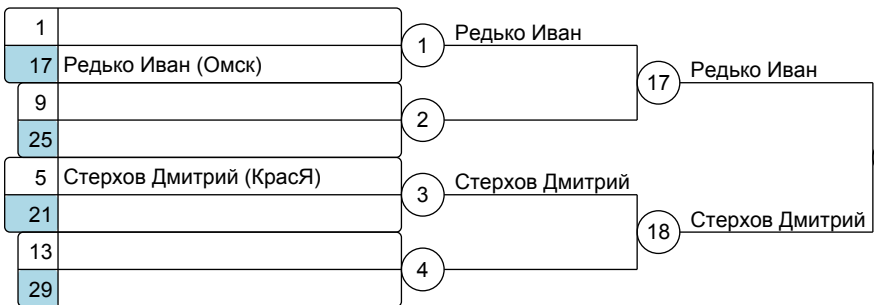 1
17 Редько Иван (Омск)
1 Редько Иван
9
25
2
17 Редько Иван
5 Стерхов Дмитрий (КрасЯ)
21
3 Стерхов Дмитрий
13
29
4
18 Стерхов Дмитрий